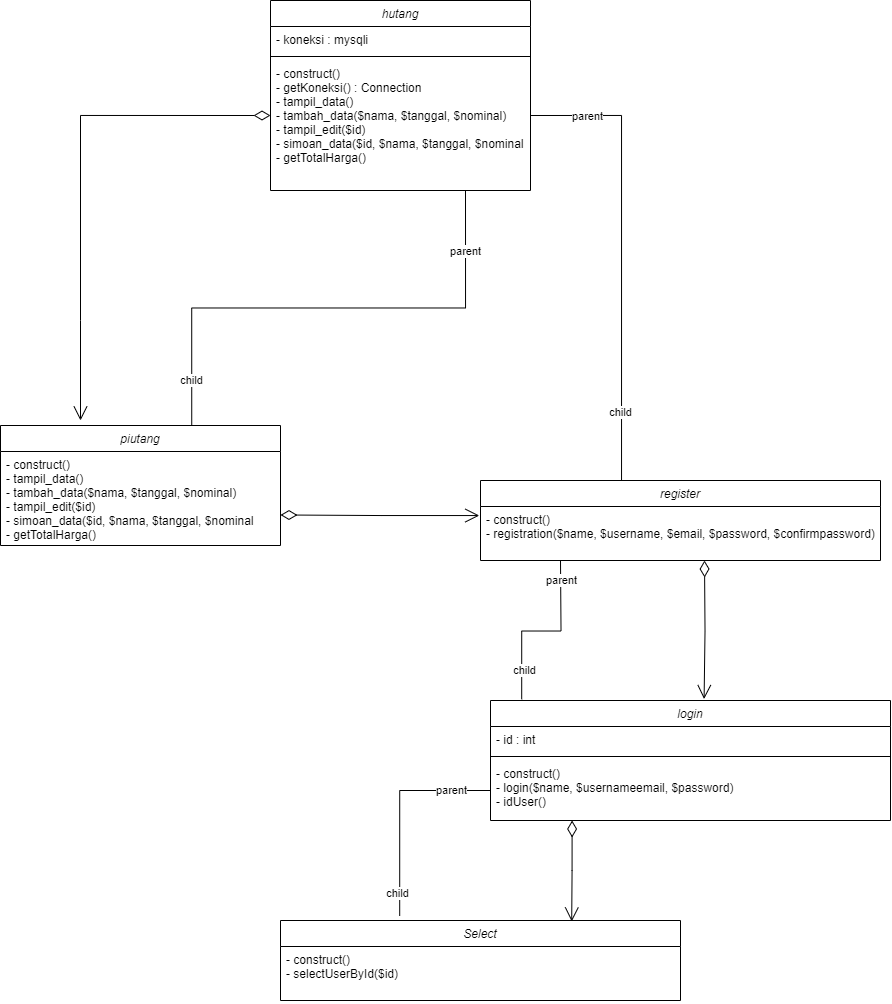 hutang
- koneksi : mysqli
- construct()
- getKoneksi() : Connection
- tampil_data()
- tambah_data($nama, $tanggal, $nominal)
- tampil_edit($id)
- simoan_data($id, $nama, $tanggal, $nominal
- getTotalHarga()
parent
parent
child
child
piutang
- construct()
- tampil_data()
- tambah_data($nama, $tanggal, $nominal)
- tampil_edit($id)
- simoan_data($id, $nama, $tanggal, $nominal
- getTotalHarga()
register
- construct()
- registration($name, $username, $email, $password, $confirmpassword)
parent
child
login
- id : int
- construct()
- login($name, $usernameemail, $password)
- idUser()
parent
child
Select
- construct()
- selectUserById($id)